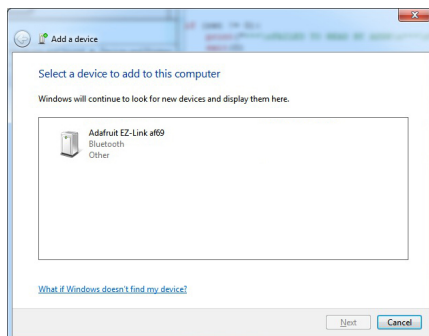 Add a device
Select a device to add to this computer
Windows will continue to look for new devices and display them here.
Adafruit EZ-Link af69
Bluetooth
Other
What if Windows doesn't find my device?
Next
Cancel